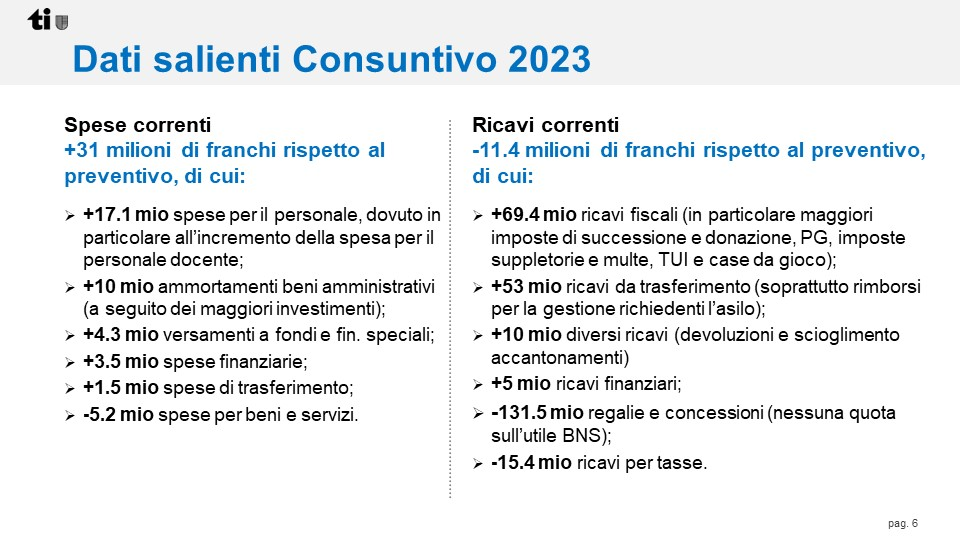 ti
Dati salienti Consuntivo 2023
Spese correnti
+31 milioni di franchi rispetto al
preventivo, di cui:
+17.1 mio spese per il personale, dovuto in
particolare all’incremento della spesa per il
personale docente;
+10 mio ammortamenti beni amministrativi
(a seguito dei maggiori investimenti);
+4.3 mio versamenti a fondi e fin. speciali;
+3.5 mio spese finanziarie;
+1.5 mio spese di trasferimento;
-5.2 mio spese per beni e servizi.
Ricavi correnti
-11.4 milioni di franchi rispetto al preventivo,
di cui:
+69.4 mio ricavi fiscali (in particolare maggiori
imposte di successione e donazione, PG, imposte
suppletorie e multe, TUI e case da gioco);
+53 mio ricavi da trasferimento (soprattutto rimborsi
per la gestione richiedenti l’asilo);
+10 mio diversi ricavi (devoluzioni e scioglimento
accantonamenti)
+5 mio ricavi finanziari;
-131.5 mio regalie e concessioni (nessuna quota
sull’utile BNS);
-15.4 mio ricavi per tasse.
pag. 6